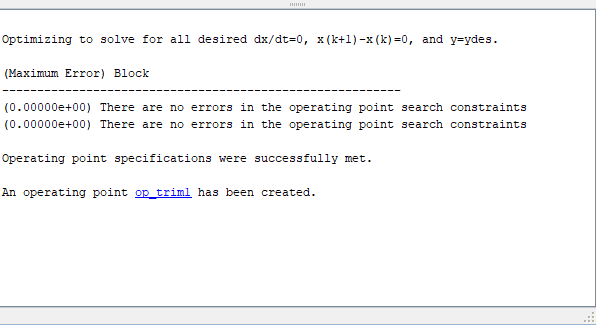 Optimizing to solve for all desired dx/dt=0, x(k+1)-x(k)=0, and y=ydes.
(Maximum Error) Block
---------------------------------------------------------
(0.00000e+00) There are no errors in the operating point search constraints
(0.00000e+00) There are no errors in the operating point search constraints
Operating point specifications were successfully met.
An operating point op_trim1 has been created.